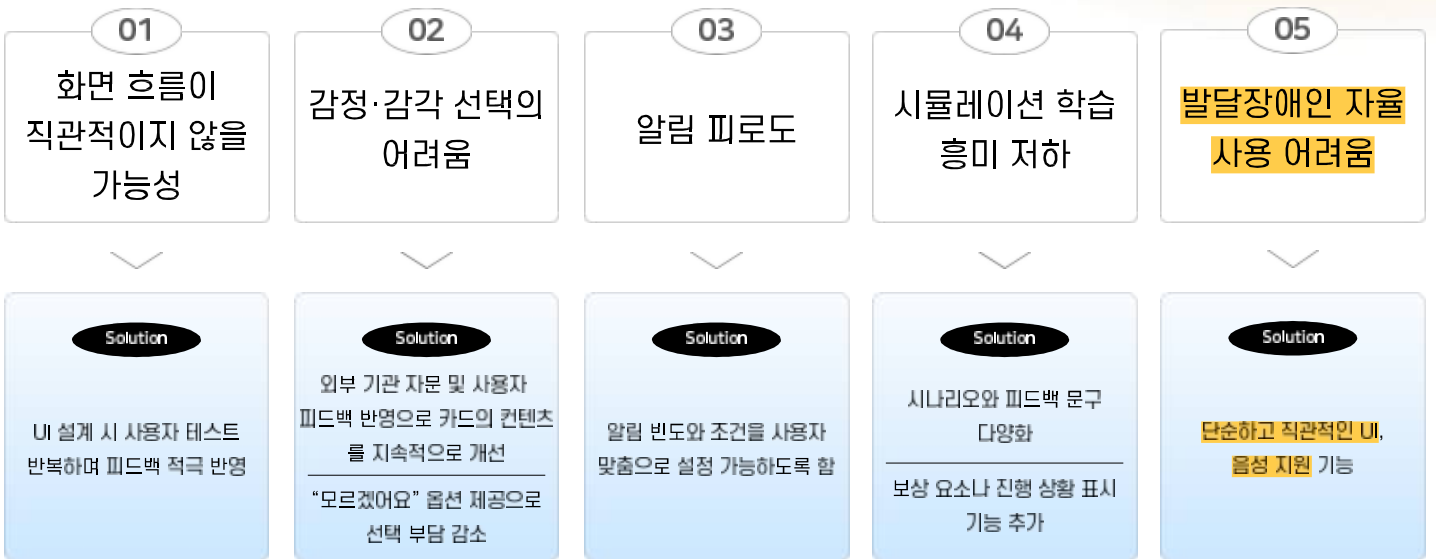 01
화면 흐름이
직관적이지 않을
가능성
Solution
UI 설계 시 사용자 테스트
반복하며 피드백 적극 반영
02
감정·감각 선택의
어려움
Solution
외부 기관 자문 및 사용자
피드백 반영으로 카드의 컨텐츠
를 지속적으로 개선
“모르겠어요” 옵션 제공으로
선택 부담 감소
03
알림 피로도
Solution
알림 빈도와 조건을 사용자
맞춤으로 설정 가능하도록 함
04
시뮬레이션 학습
흥미 저하
Solution
시나리오와 피드백 문구
다양화
보상 요소나 진행 상황 표시
기능 추가
05
발달장애인 자율
사용 어려움
Solution
단순하고 직관적인 UI,
음성 지원 기능